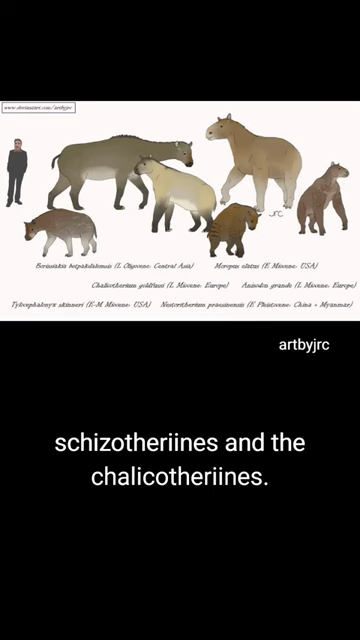 www.deviantart.com/artbyjrc
JRC
Borissiakia betpakdalensis (L Oligocene: Central Asia) Moropus elatus (E Miocene: USA)
Chalicotherium goldfussi (L Miocene: Europe) Anisodon grande (L Miocene: Europe)
Tylocephalonyx skinneri (E-M Miocene: USA) Nestoritherium praesinensis (E Pleistocene: China + Myanmar)
artbyjrc
schizotheriines and the
chalicotheriines.